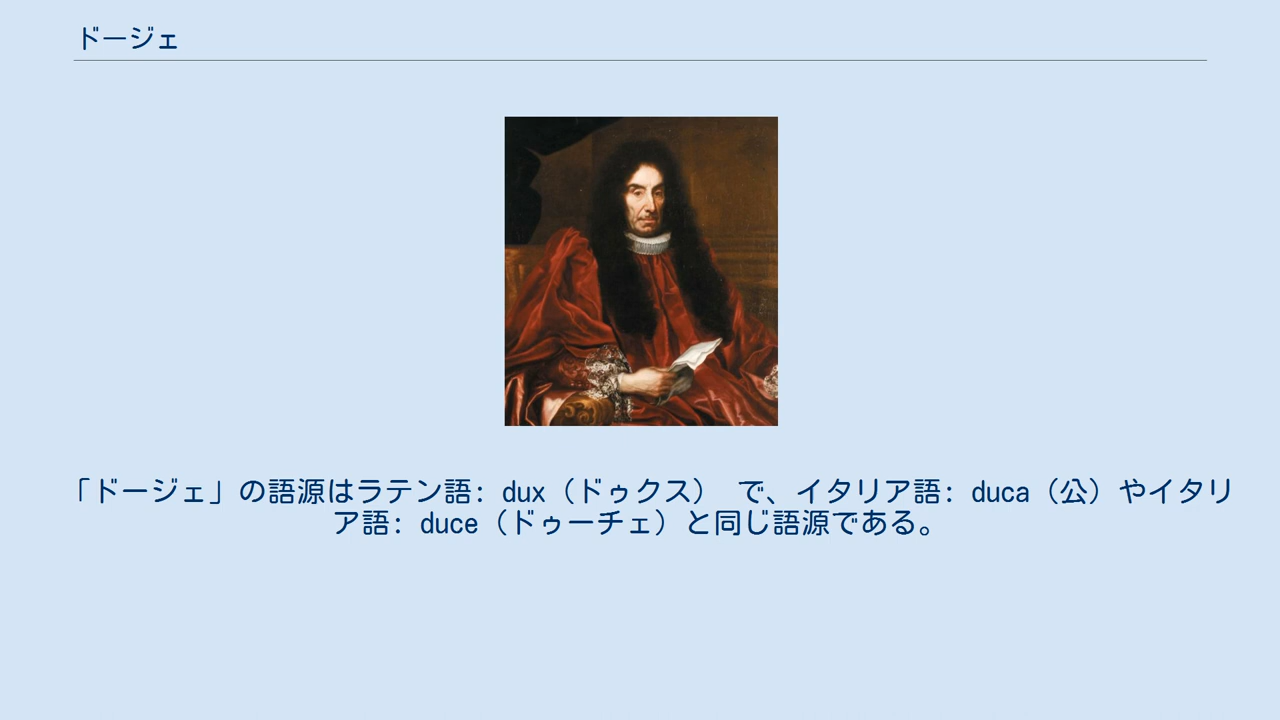 ドージェ
「ドージェ」の語源はラテン語: dux（ドゥクス） で、イタリア語: duca（公）やイタリ
ア語: duce（ドゥーチェ）と同じ語源である。